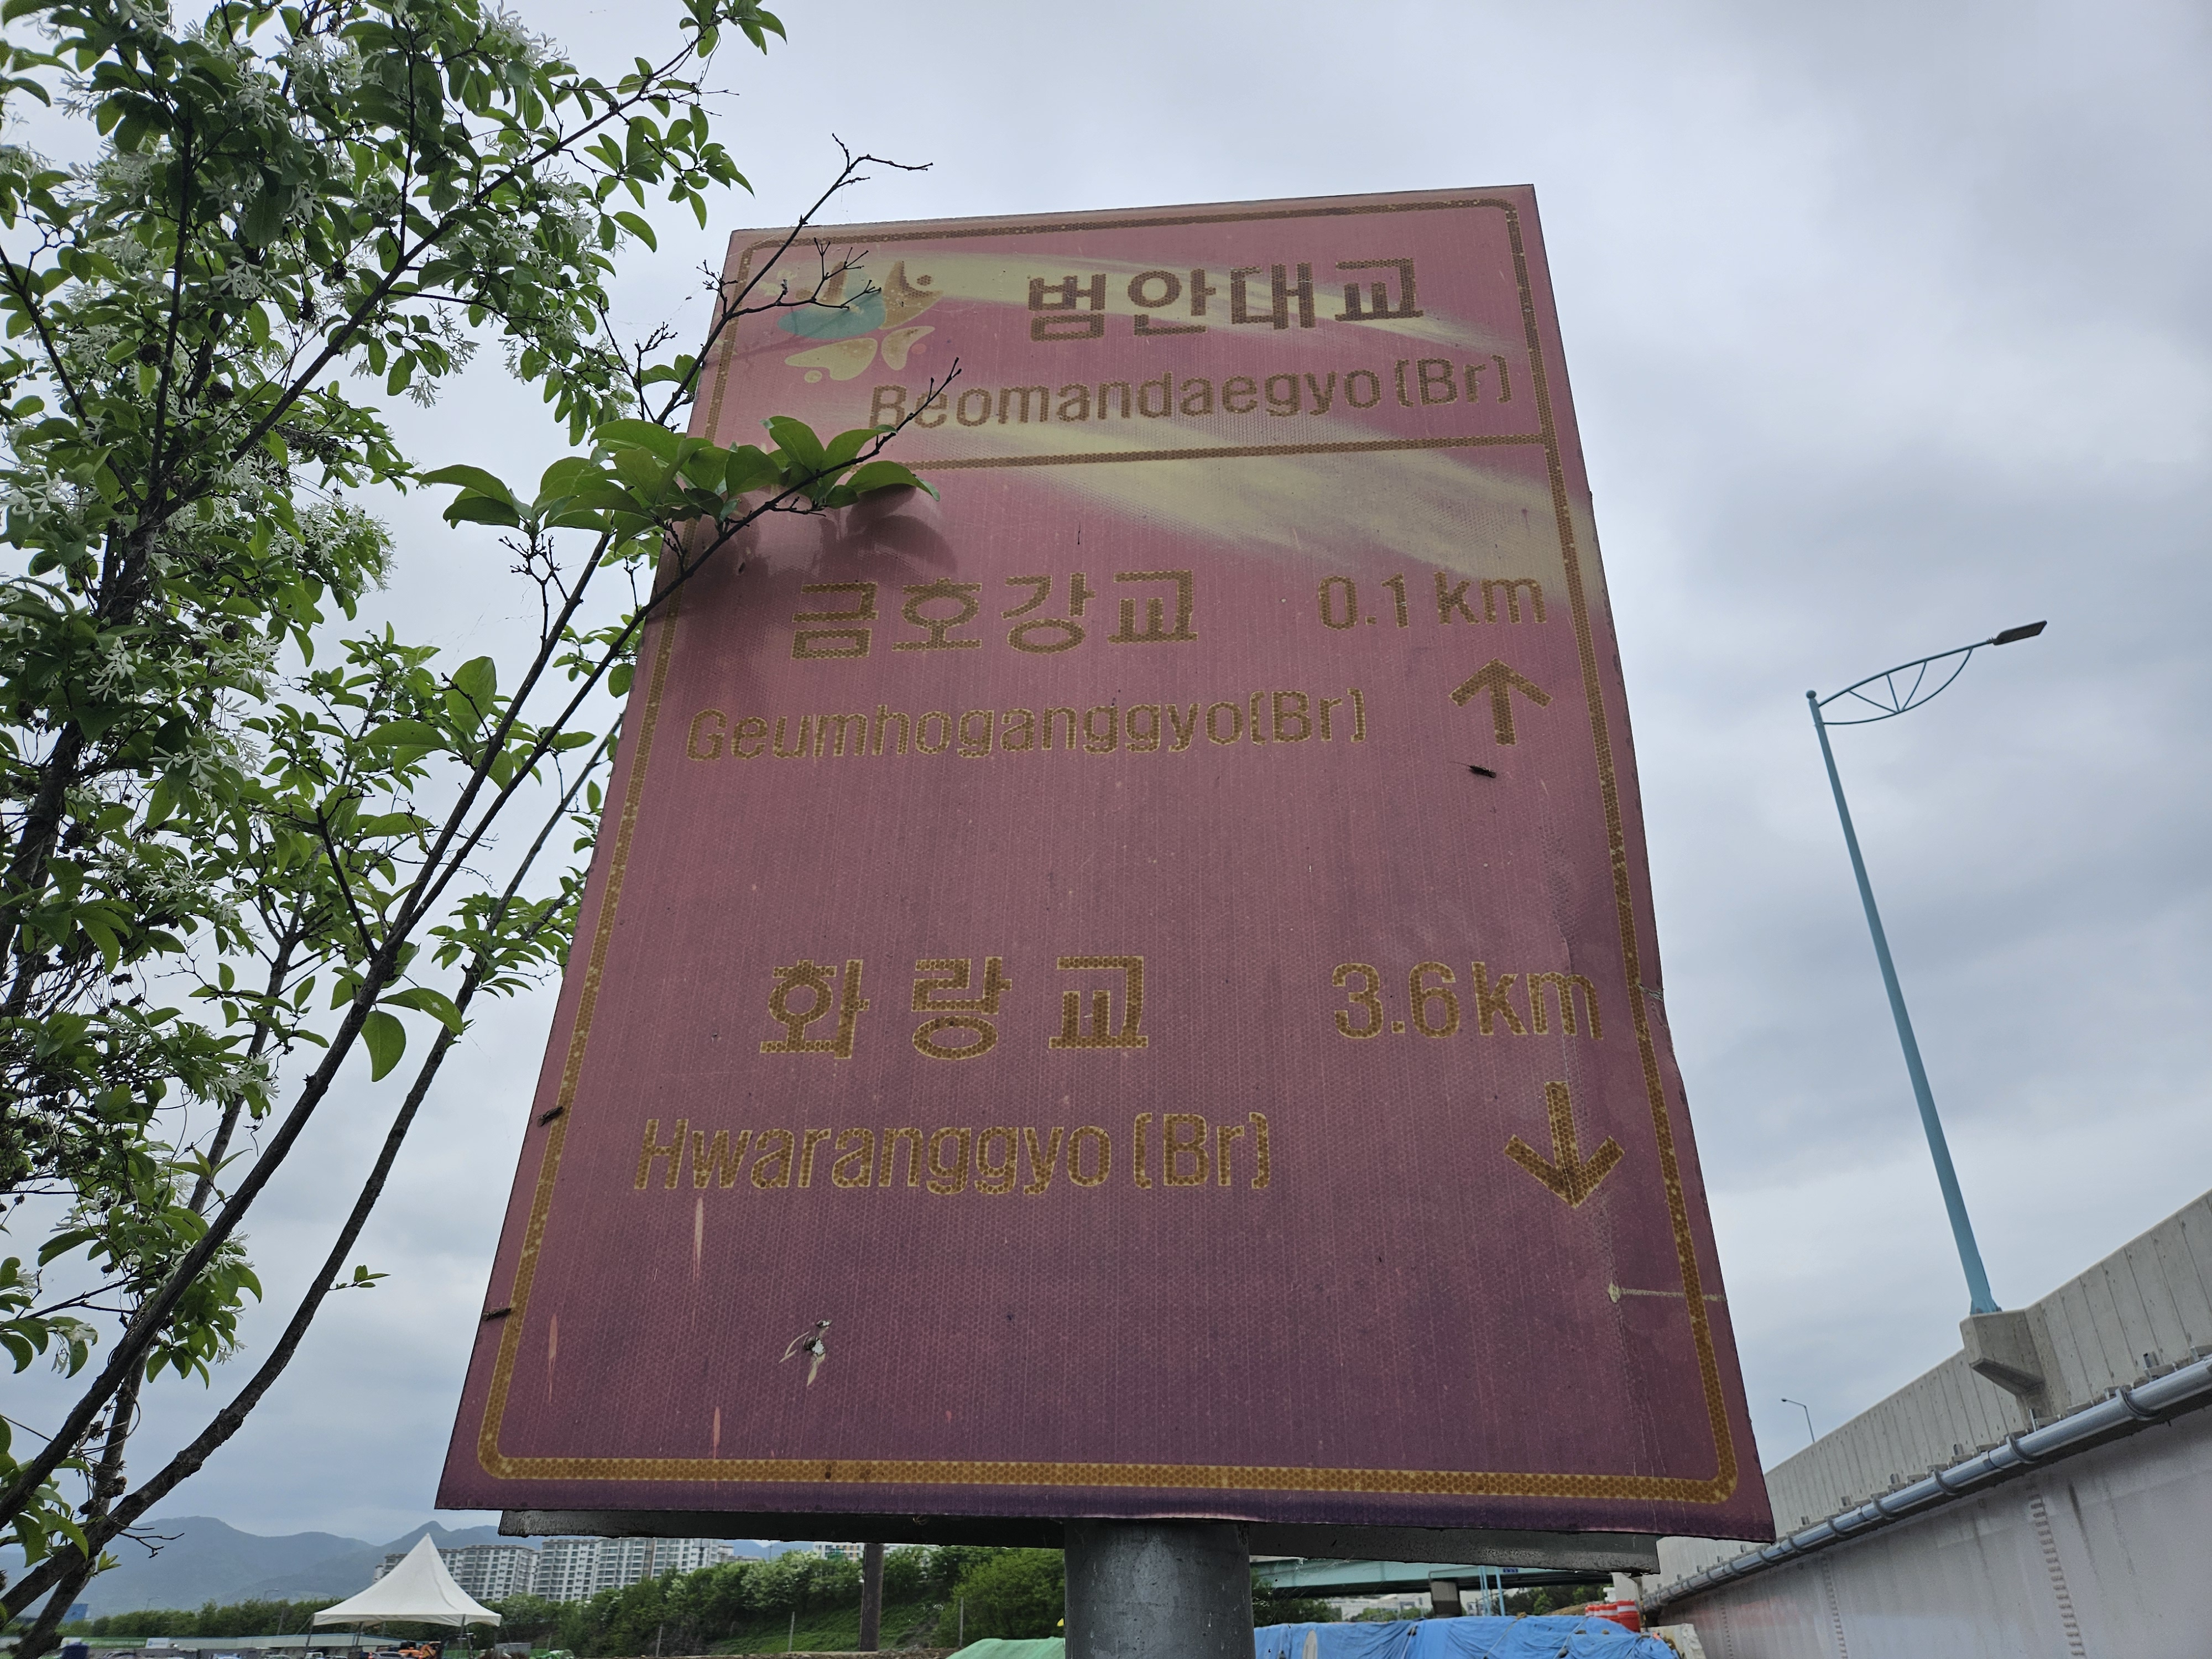 범안대교
Beomandaegyo(Br)
금호강교 0.1km
Geumhoganggyo(Br)
화랑교 3.6km
Hwaranggyo(Br)